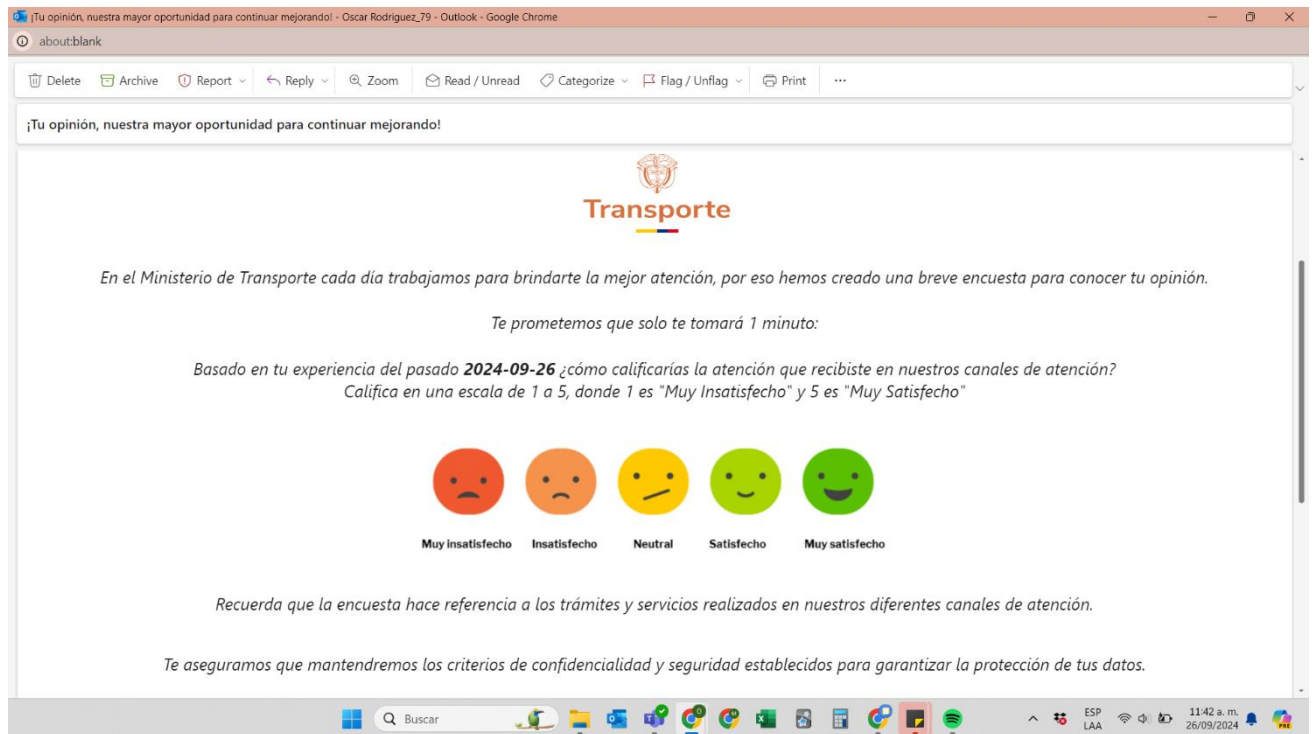 ¡Tu opinión, nuestra mayor oportunidad para continuar mejorando! - Oscar Rodriguez_79 - Outlook - Google Chrome
about:blank
Delete Archive Report Reply Zoom Read / Unread Categorize Flag / Unflag Print ...
¡Tu opinión, nuestra mayor oportunidad para continuar mejorando!
Transporte
En el Ministerio de Transporte cada día trabajamos para brindarte la mejor atención, por eso hemos creado una breve encuesta para conocer tu opinión.
Te prometemos que solo te tomará 1 minuto:
Basado en tu experiencia del pasado 2024-09-26 ¿cómo calificarías la atención que recibiste en nuestros canales de atención?
Califica en una escala de 1 a 5, donde 1 es "Muy Insatisfecho" y 5 es "Muy Satisfecho"
Muy insatisfecho Insatisfecho Neutral Satisfecho Muy satisfecho
Recuerda que la encuesta hace referencia a los trámites y servicios realizados en nuestros diferentes canales de atención.
Te aseguramos que mantendremos los criterios de confidencialidad y seguridad establecidos para garantizar la protección de tus datos.
Buscar
ESP 11:42 a. m.
LAA 26/09/2024
PRE